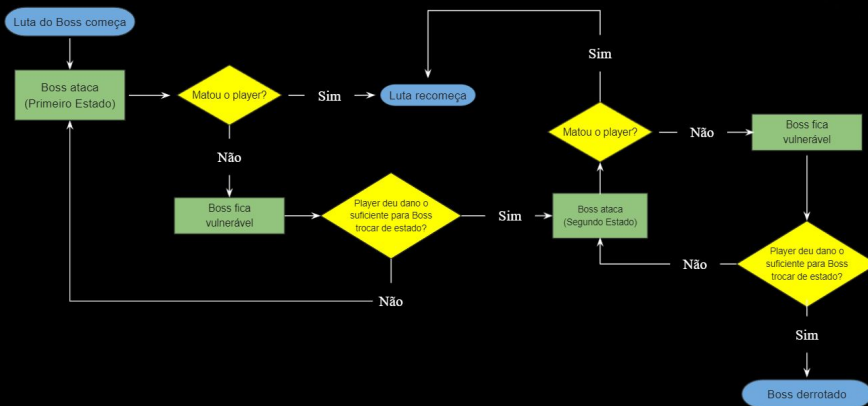 Luta do Boss começa
Boss ataca
(Primeiro Estado)
Matou o player?
Sim
Luta recomeça
Não
Boss fica
vulnerável
Player deu dano o
suficiente para Boss
trocar de estado?
Não
Sim
Boss ataca
(Segundo Estado)
Matou o player?
Sim
Não
Boss fica
vulnerável
Player deu dano o
suficiente para Boss
trocar de estado?
Não
Sim
Boss derrotado